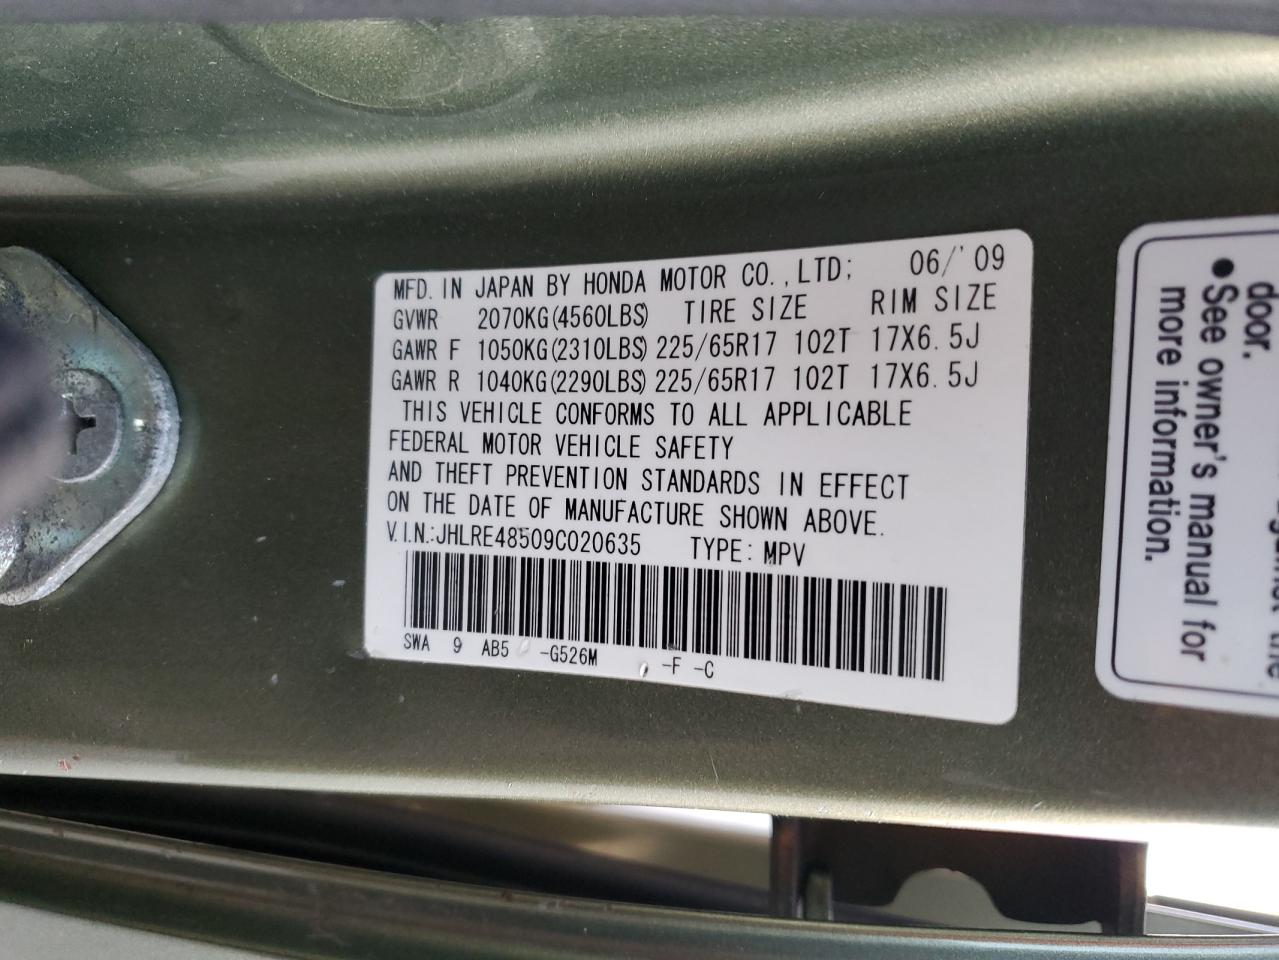 MFD. IN JAPAN BY HONDA MOTOR CO., LTD; 06/'09
GVWR 2070KG(4560LBS) TIRE SIZE RIM SIZE
GAWR F 1050KG(2310LBS) 225/65R17 102T 17X6.5J
GAWR R 1040KG(2290LBS) 225/65R17 102T 17X6.5J
THIS VEHICLE CONFORMS TO ALL APPLICABLE
FEDERAL MOTOR VEHICLE SAFETY
AND THEFT PREVENTION STANDARDS IN EFFECT
ON THE DATE OF MANUFACTURE SHOWN ABOVE.
V.I.N.:JHLRE48509C020635 TYPE: MPV
SWA 9 AB5 -G526M -F -C
door.
● See owner's manual for
more information.